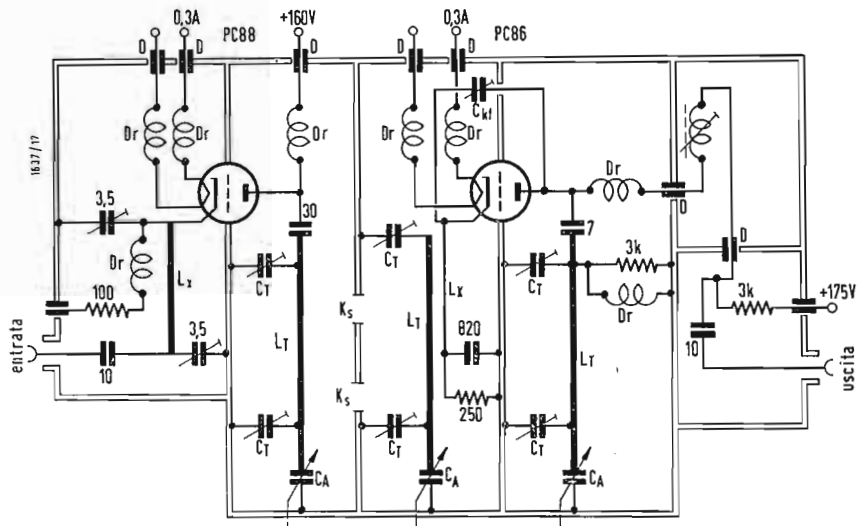 0,3A
PC88
+160V
0,3A
PC86
D
D
D
D
D
Dr
Dr
Dr
Dr
Dr
Ckf
Dr
D
1637/17
3,5
30
7
Dr
Lx
CT
CT
CT
3k
Dr
D
100
Lx
LT
Ks
LT
820
LT
3k
+175V
entrata
10
3,5
Ks
250
10
uscita
CT
CT
CT
CA
CA
CA